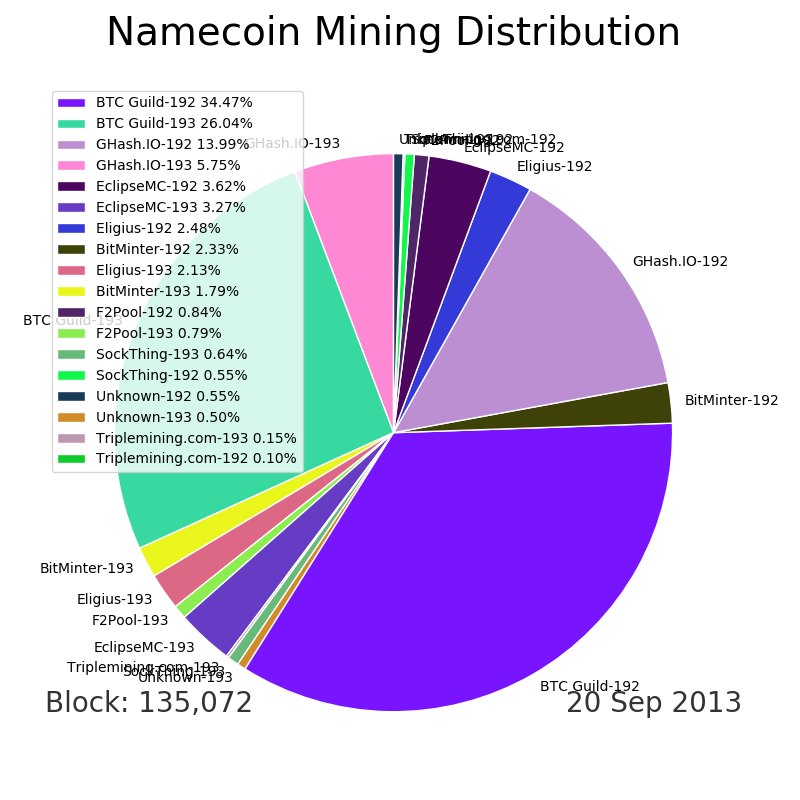 Namecoin Mining Distribution
BTC Guild-192 34.47%
BTC Guild-193 26.04%
GHash.IO-192 13.99%
GHash.IO-193 5.75%
EclipseMC-192 3.62%
EclipseMC-193 3.27%
Eligius-192 2.48%
BitMinter-192 2.33%
Eligius-193 2.13%
BitMinter-193 1.79%
F2Pool-192 0.84%
F2Pool-193 0.79%
SockThing-193 0.64%
SockThing-192 0.55%
Unknown-192 0.55%
Unknown-193 0.50%
Triplemining.com-193 0.15%
Triplemining.com-192 0.10%
GHash.IO-193
EclipseMC-192
Eligius-192
GHash.IO-192
BTC Guild-193
BitMinter-192
BitMinter-193
Eligius-193
F2Pool-193
EclipseMC-193
Triplemining.com-193
SockThing-193
Unknown-193
BTC Guild-192
Block: 135,072
20 Sep 2013